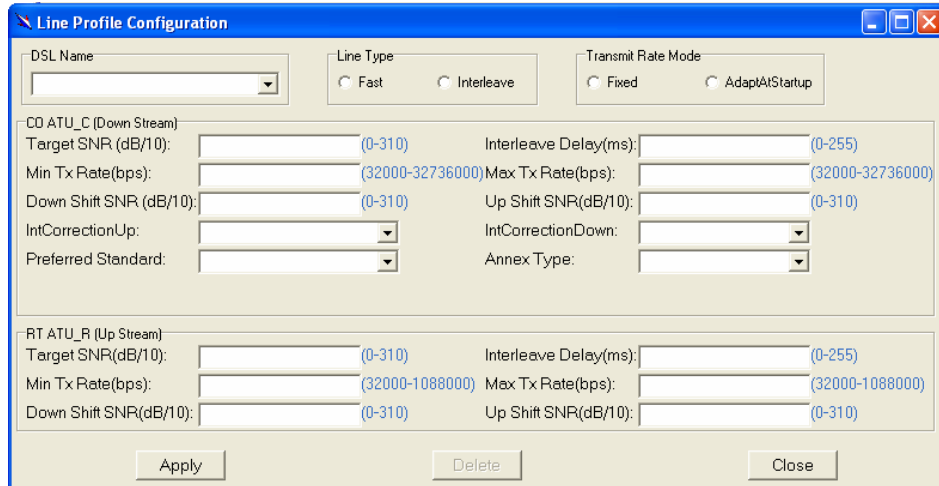 Line Profile Configuration
DSL Name
Line Type
Transmit Rate Mode
Fast
Interleave
Fixed
AdaptAtStartup
CO ATU_C (Down Stream)
Target SNR (dB/10): (0-310) Interleave Delay(ms): (0-255)
Min Tx Rate(bps): (32000-32736000) Max Tx Rate(bps): (32000-32736000)
Down Shift SNR (dB/10): (0-310) Up Shift SNR(dB/10): (0-310)
IntCorrectionUp: IntCorrectionDown:
Preferred Standard: Annex Type:
RT ATU_R (Up Stream)
Target SNR(dB/10): (0-310) Interleave Delay(ms): (0-255)
Min Tx Rate(bps): (32000-1088000) Max Tx Rate(bps): (32000-1088000)
Down Shift SNR(dB/10): (0-310) Up Shift SNR(dB/10): (0-310)
Apply Delete Close